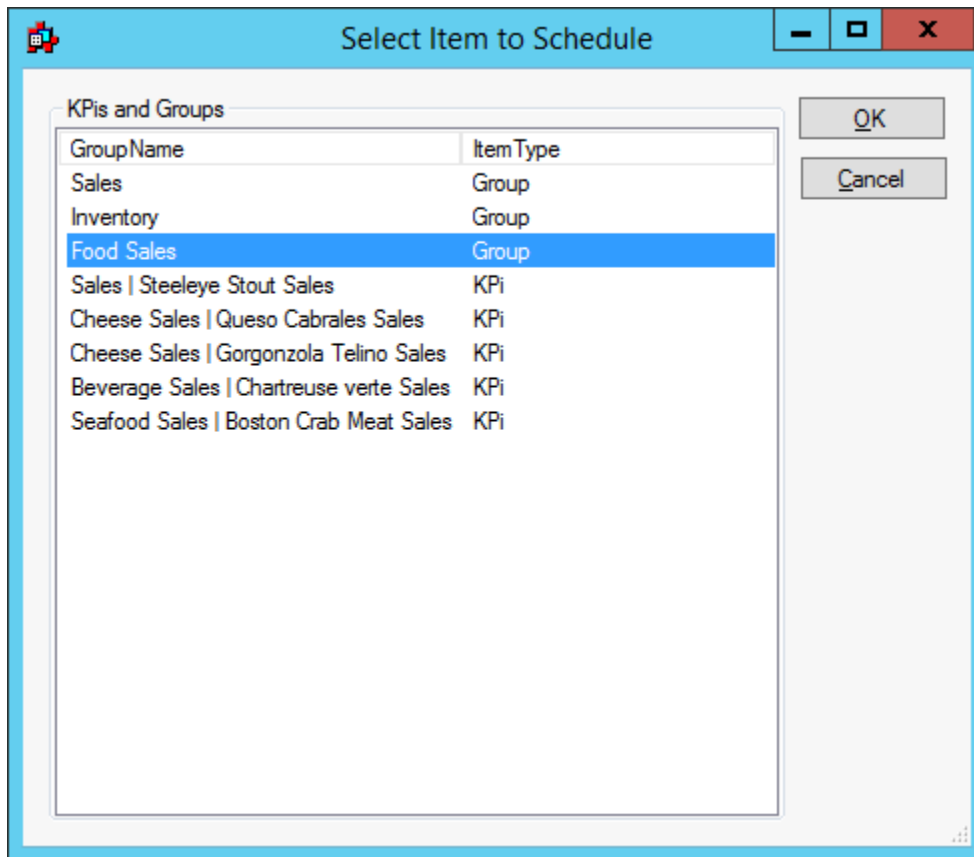 Select Item to Schedule
KPis and Groups
OK
GroupName ItemType
Cancel
Sales Group
Inventory Group
Food Sales Group
Sales | Steeleye Stout Sales KPi
Cheese Sales | Queso Cabrales Sales KPi
Cheese Sales | Gorgonzola Telino Sales KPi
Beverage Sales | Chartreuse verte Sales KPi
Seafood Sales | Boston Crab Meat Sales KPi